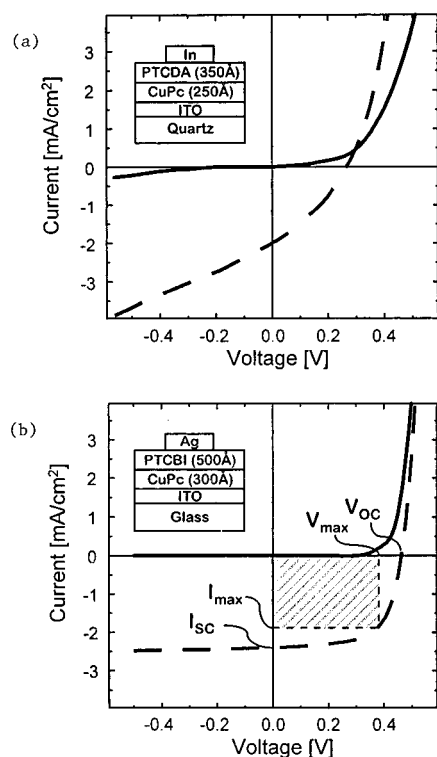 (a)
In
PTCDA (350Å)
CuPc (250Å)
ITO
Quartz
Current [mA/cm²]
3
2
1
0
-1
-2
-3
-0.4 -0.2 0.0 0.2 0.4
Voltage [V]
(b)
Ag
PTCBI (500Å)
CuPc (300Å)
ITO
Glass
Current [mA/cm²]
3
2
1
0
-1
-2
-3
V_OC
V_max
I_max
I_SC
-0.4 -0.2 0.0 0.2 0.4
Voltage [V]